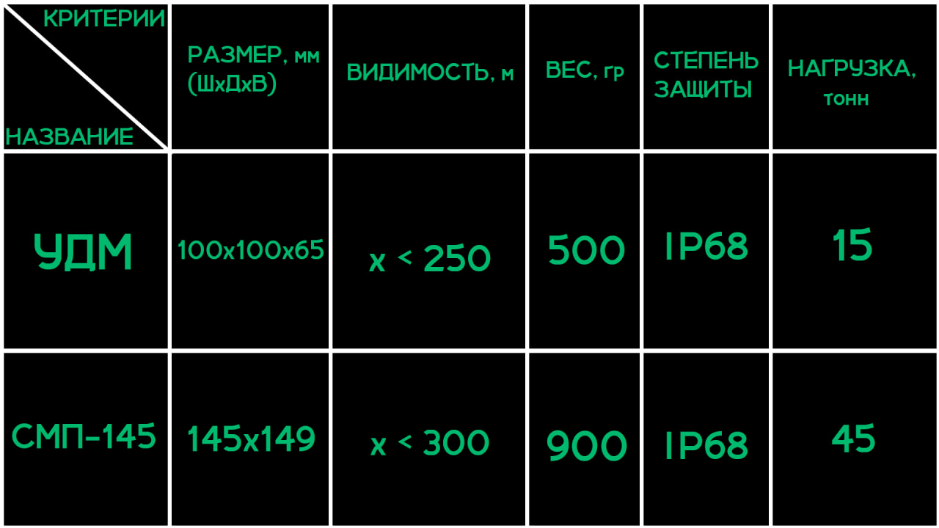 КРИТЕРИИ
НАЗВАНИЕ
РАЗМЕР, мм
(ШхДхВ)
ВИДИМОСТЬ, м
ВЕС, гр
СТЕПЕНЬ
ЗАЩИТЫ
НАГРУЗКА,
тонн
УДМ
100х100х65
х < 250
500
IP68
15
СМП-145
145х149
х < 300
900
IP68
45